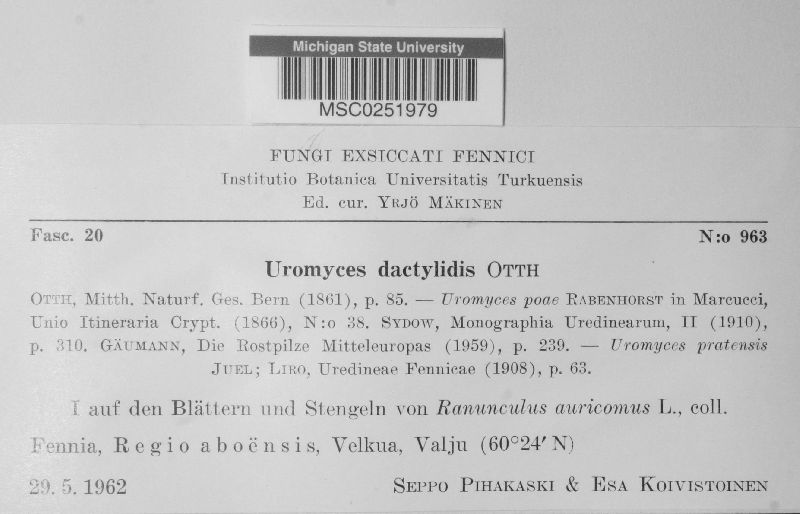 Michigan State University
MSC0251979
FUNGI EXSICCATI FENNICI
Institutio Botanica Universitatis Turkuensis
Ed. cur. YRJÖ MÄKINEN
Fasc. 20 N:o 963
Uromyces dactylidis OTTH
OTTH, Mitth. Naturf. Ges. Bern (1861), p. 85. — Uromyces poae RABENHORST in Marcucci,
Unio Itineraria Crypt. (1866), N:o 38. SYDOW, Monographia Uredinearum, II (1910),
p. 310. GÄUMANN, Die Rostpilze Mitteleuropas (1959), p. 239. — Uromyces pratensis
JUEL; LIRO, Uredineae Fennicae (1908), p. 63.
I auf den Blättern und Stengeln von Ranunculus auricomus L., coll.
Fennia, Regio aboënsis, Velkua, Valju (60°24′ N)
29. 5. 1962 SEPPO PIHAKASKI & ESA KOIVISTOINEN